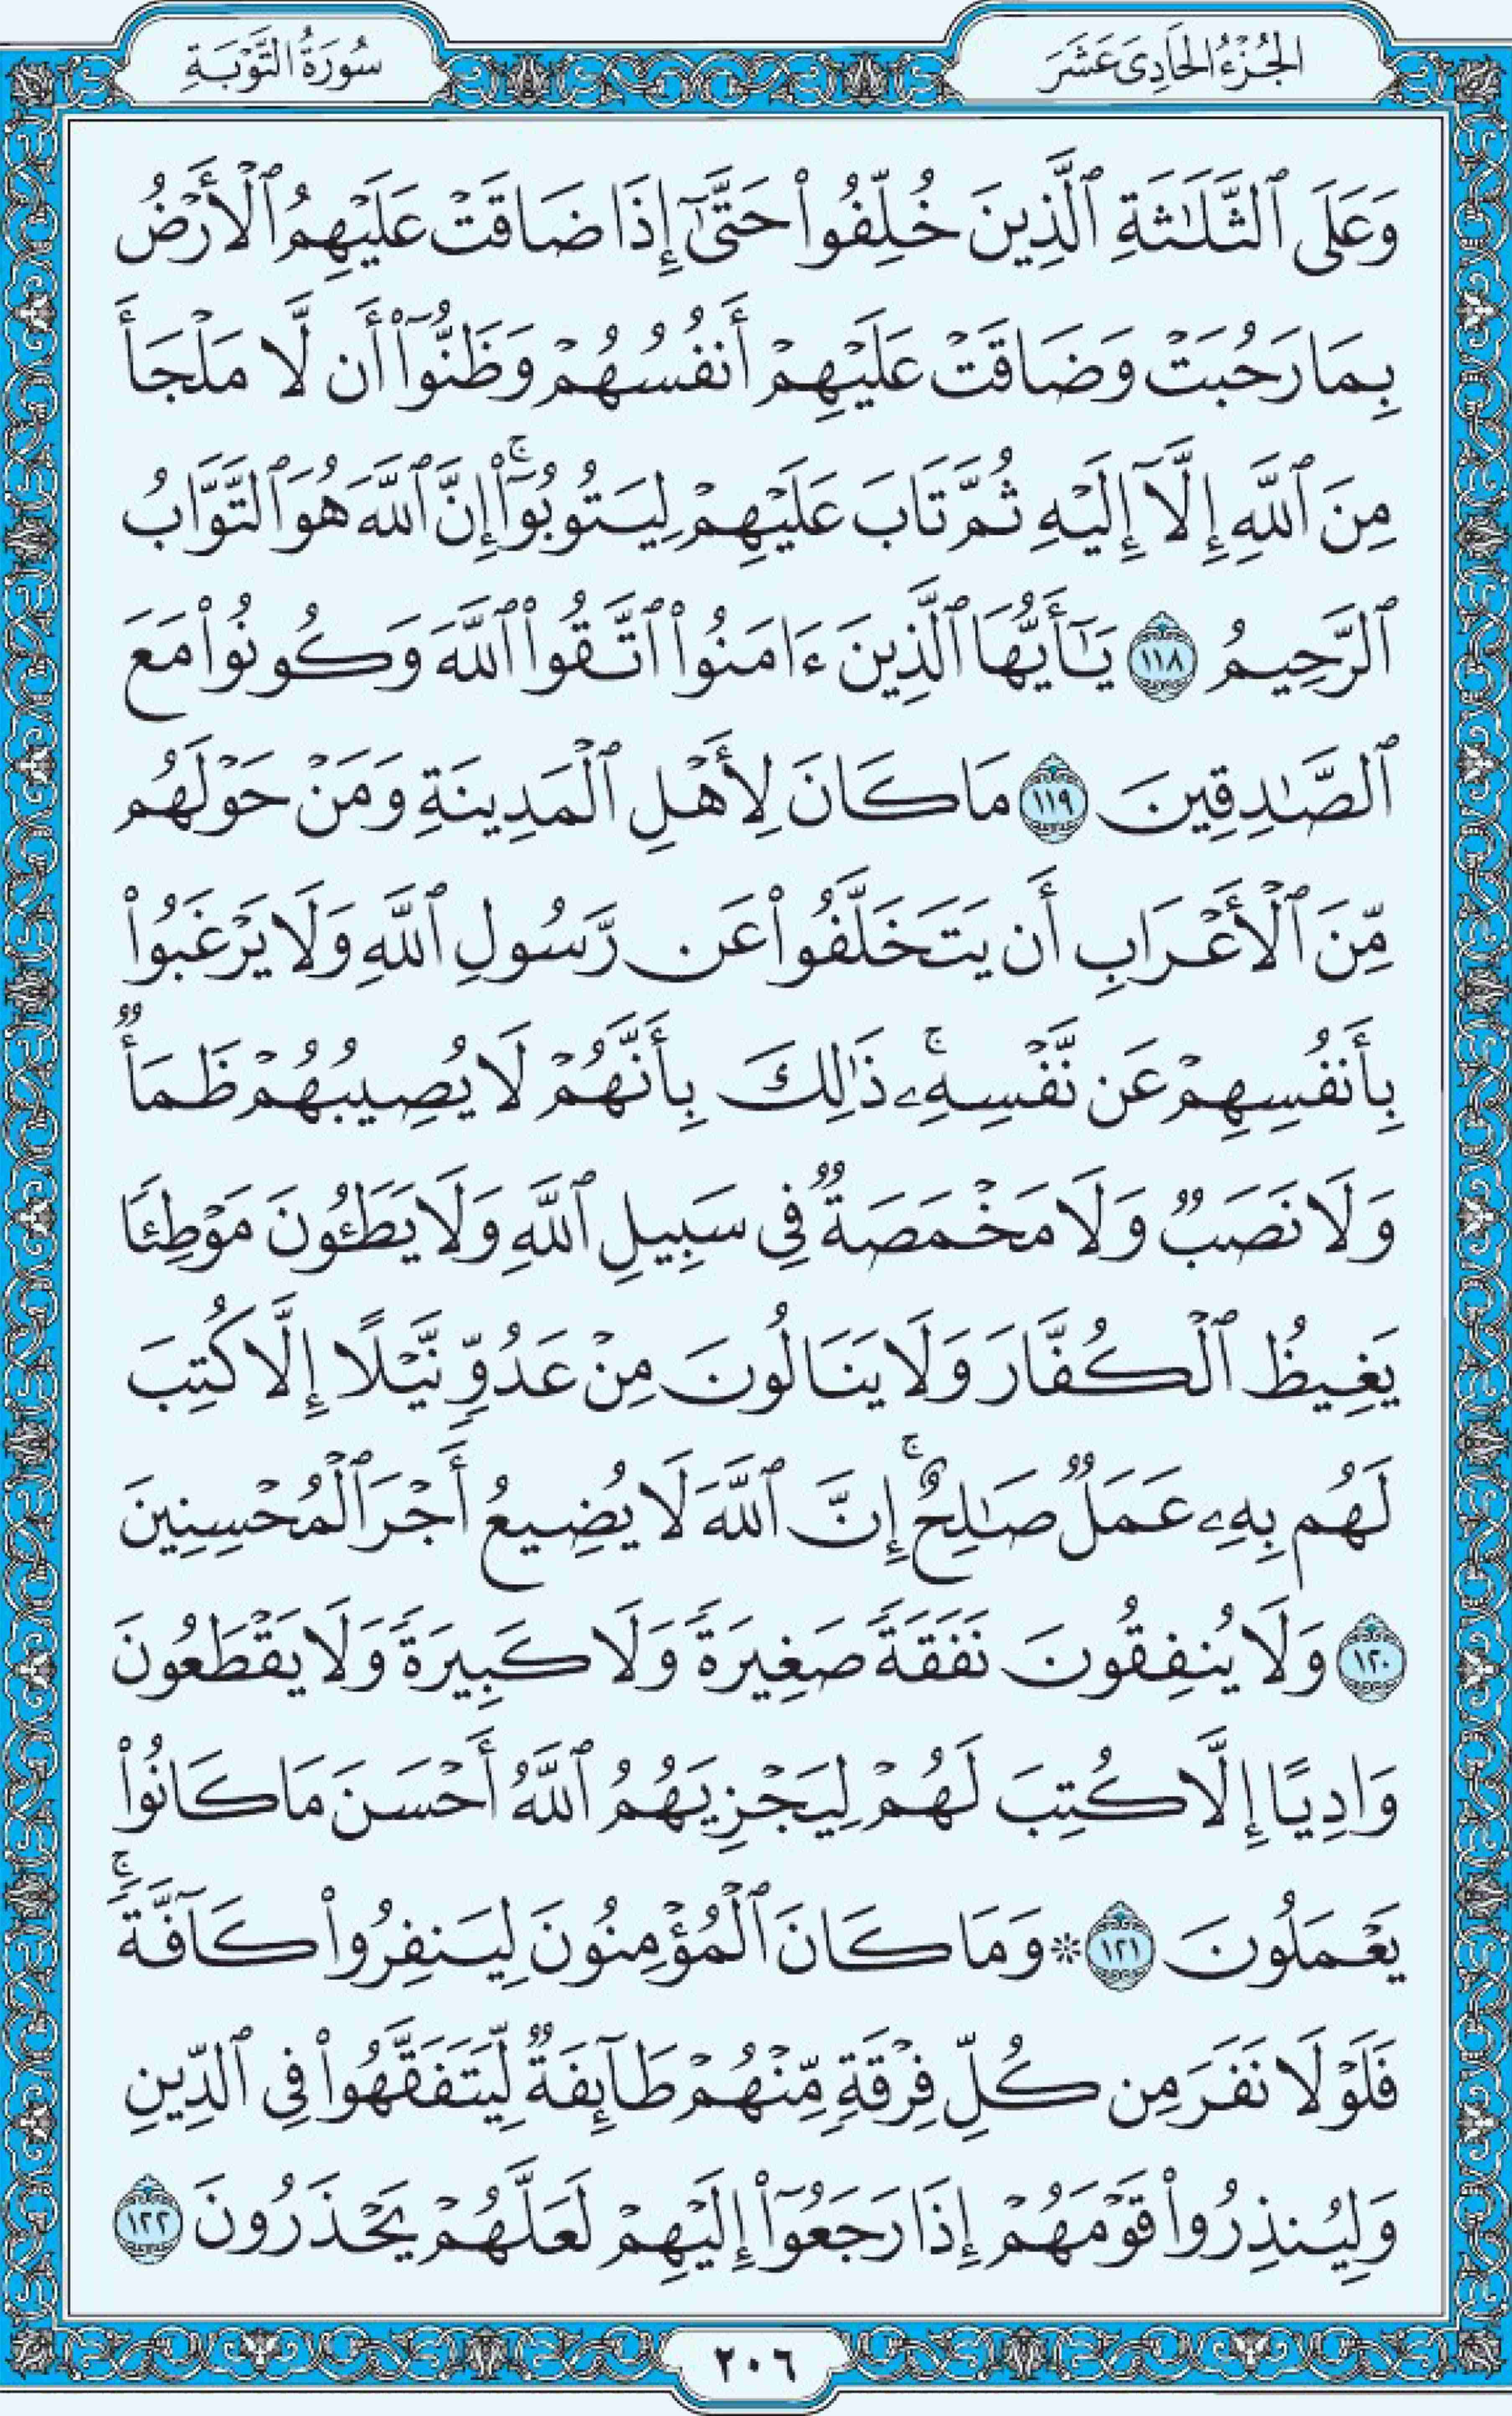 الجُزْءُ الحَادِىَ عَشَرَ
سُورَةُ التَّوْبَةِ
وَعَلَى ٱلثَّلَٰثَةِ ٱلَّذِينَ خُلِّفُوا۟ حَتَّىٰٓ إِذَا ضَاقَتْ عَلَيْهِمُ ٱلْأَرْضُ
بِمَا رَحُبَتْ وَضَاقَتْ عَلَيْهِمْ أَنفُسُهُمْ وَظَنُّوٓا۟ أَن لَّا مَلْجَأَ
مِنَ ٱللَّهِ إِلَّآ إِلَيْهِ ثُمَّ تَابَ عَلَيْهِمْ لِيَتُوبُوٓا۟ ۚ إِنَّ ٱللَّهَ هُوَ ٱلتَّوَّابُ
ٱلرَّحِيمُ ١١٨ يَٰٓأَيُّهَا ٱلَّذِينَ ءَامَنُوا۟ ٱتَّقُوا۟ ٱللَّهَ وَكُونُوا۟ مَعَ
ٱلصَّٰدِقِينَ ١١٩ مَا كَانَ لِأَهْلِ ٱلْمَدِينَةِ وَمَنْ حَوْلَهُم
مِّنَ ٱلْأَعْرَابِ أَن يَتَخَلَّفُوا۟ عَن رَّسُولِ ٱللَّهِ وَلَا يَرْغَبُوا۟
بِأَنفُسِهِمْ عَن نَّفْسِهِۦ ۚ ذَٰلِكَ بِأَنَّهُمْ لَا يُصِيبُهُمْ ظَمَأٌ
وَلَا نَصَبٌ وَلَا مَخْمَصَةٌ فِى سَبِيلِ ٱللَّهِ وَلَا يَطَـُٔونَ مَوْطِئًا
يَغِيظُ ٱلْكُفَّارَ وَلَا يَنَالُونَ مِنْ عَدُوٍّ نَّيْلًا إِلَّا كُتِبَ
لَهُم بِهِۦ عَمَلٌ صَٰلِحٌ ۚ إِنَّ ٱللَّهَ لَا يُضِيعُ أَجْرَ ٱلْمُحْسِنِينَ
١٢٠ وَلَا يُنفِقُونَ نَفَقَةً صَغِيرَةً وَلَا كَبِيرَةً وَلَا يَقْطَعُونَ
وَادِيًا إِلَّا كُتِبَ لَهُمْ لِيَجْزِيَهُمُ ٱللَّهُ أَحْسَنَ مَا كَانُوا۟
يَعْمَلُونَ ١٢١ ۞ وَمَا كَانَ ٱلْمُؤْمِنُونَ لِيَنفِرُوا۟ كَآفَّةً ۚ
فَلَوْلَا نَفَرَ مِن كُلِّ فِرْقَةٍ مِّنْهُمْ طَآئِفَةٌ لِّيَتَفَقَّهُوا۟ فِى ٱلدِّينِ
وَلِيُنذِرُوا۟ قَوْمَهُمْ إِذَا رَجَعُوٓا۟ إِلَيْهِمْ لَعَلَّهُمْ يَحْذَرُونَ ١٢٢
٢٠٦